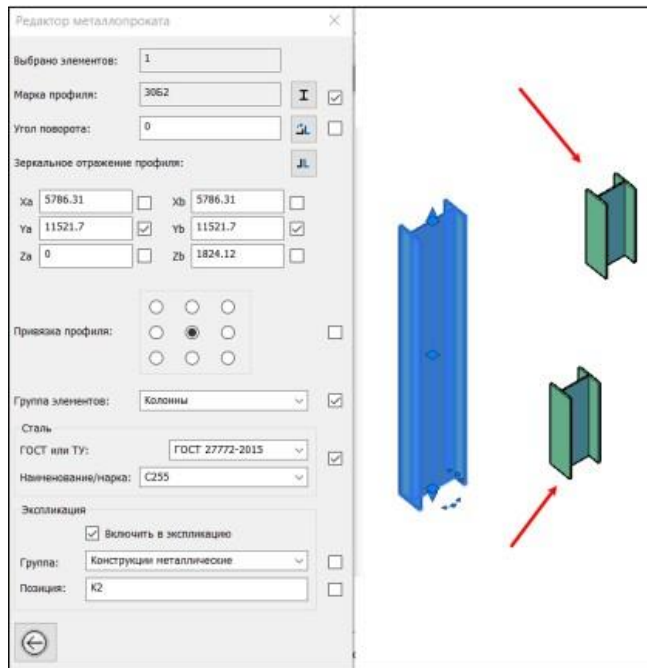 Редактор металлопроката
Выбрано элементов: 1
Марка профиля: 30Б2
Угол поворота: 0
Зеркальное отражение профиля:
Xa 5786.31 Xb 5786.31
Ya 11521.7 Yb 11521.7
Za 0 Zb 1824.12
Привязка профиля:
Группа элементов: Колонны
Сталь
ГОСТ или ТУ: ГОСТ 27772-2015
Наименование/марка: С255
Экспликация
Включить в экспликацию
Группа: Конструкции металлические
Позиция: К2